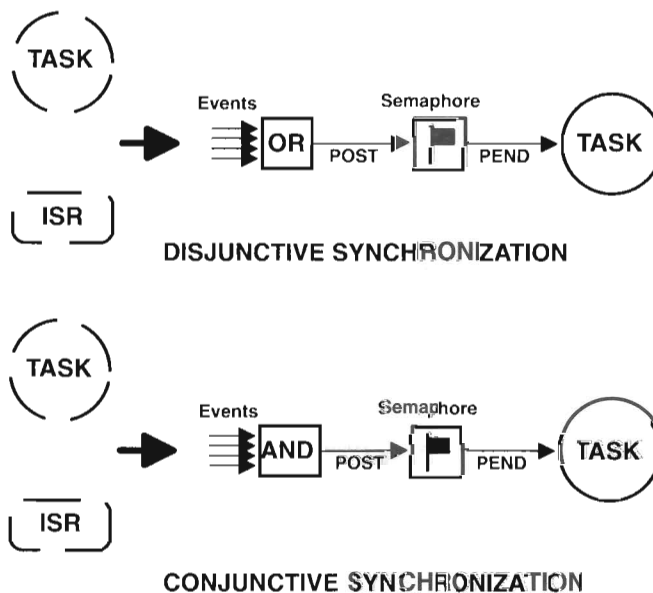 TASK
Events
Semaphore
OR
POST
PEND
TASK
ISR
DISJUNCTIVE SYNCHRONIZATION
TASK
Events
Semaphore
AND
POST
PEND
TASK
ISR
CONJUNCTIVE SYNCHRONIZATION